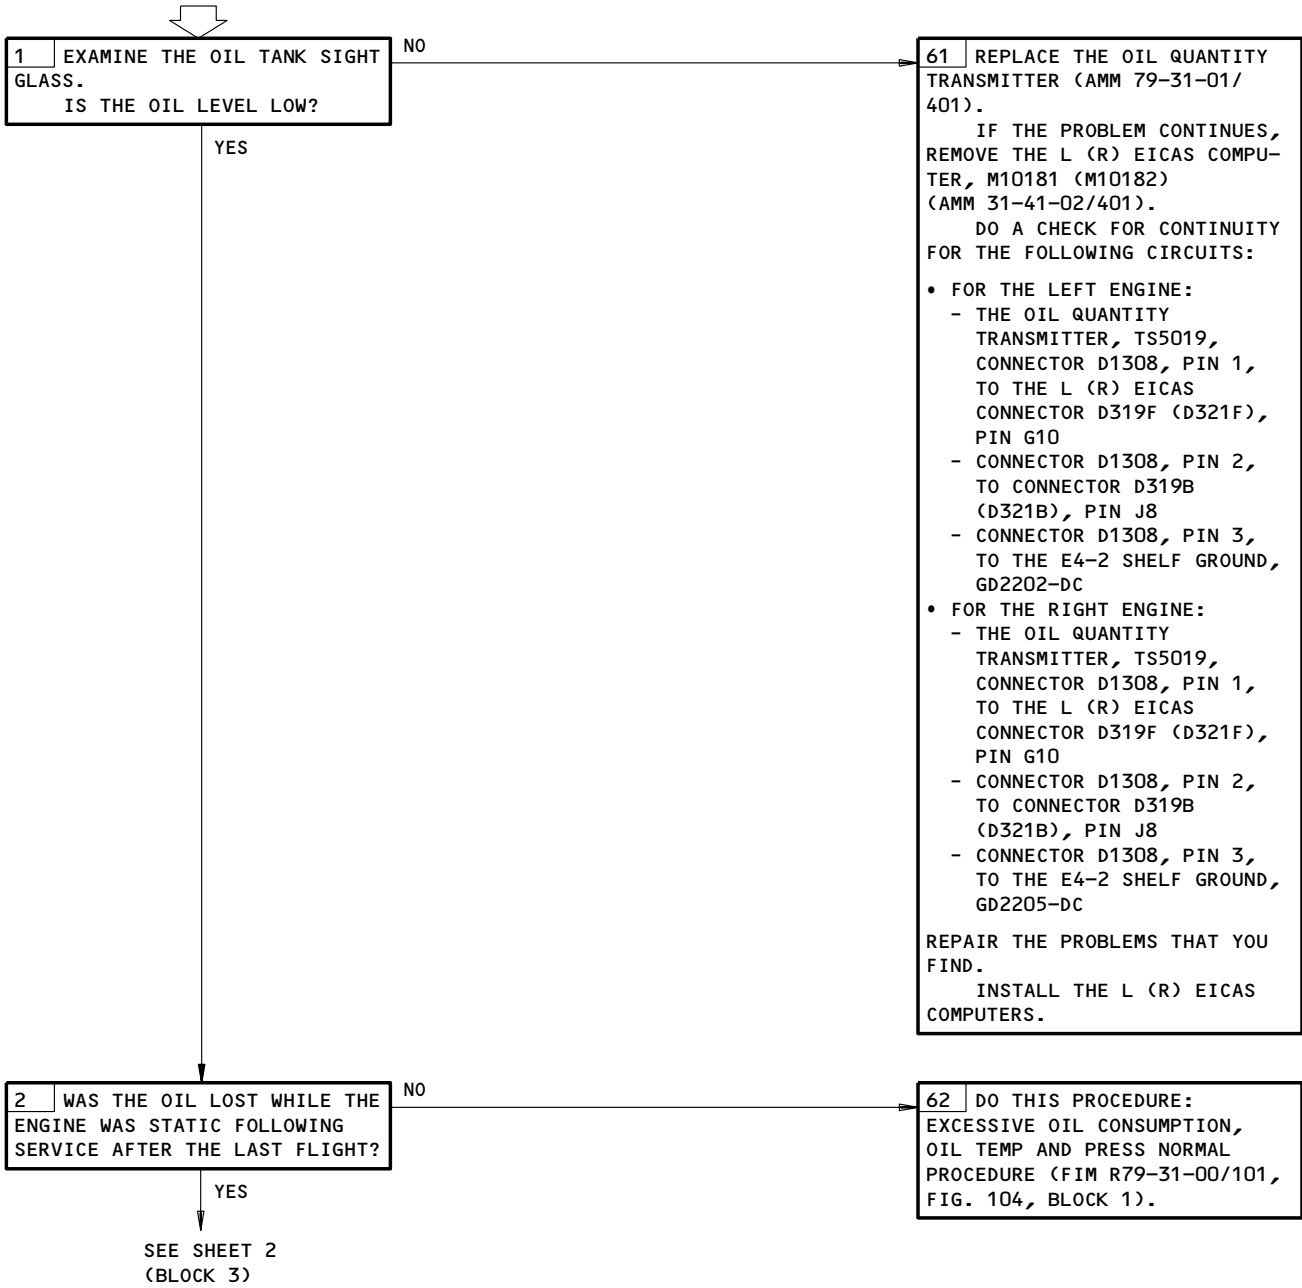 1 EXAMINE THE OIL TANK SIGHT
GLASS.
IS THE OIL LEVEL LOW?
NO
YES
61 REPLACE THE OIL QUANTITY
TRANSMITTER (AMM 79-31-01/
401).
IF THE PROBLEM CONTINUES,
REMOVE THE L (R) EICAS COMPU-
TER, M10181 (M10182)
(AMM 31-41-02/401).
DO A CHECK FOR CONTINUITY
FOR THE FOLLOWING CIRCUITS:
• FOR THE LEFT ENGINE:
- THE OIL QUANTITY
TRANSMITTER, TS5019,
CONNECTOR D1308, PIN 1,
TO THE L (R) EICAS
CONNECTOR D319F (D321F),
PIN G10
- CONNECTOR D1308, PIN 2,
TO CONNECTOR D319B
(D321B), PIN J8
- CONNECTOR D1308, PIN 3,
TO THE E4-2 SHELF GROUND,
GD2202-DC
• FOR THE RIGHT ENGINE:
- THE OIL QUANTITY
TRANSMITTER, TS5019,
CONNECTOR D1308, PIN 1,
TO THE L (R) EICAS
CONNECTOR D319F (D321F),
PIN G10
- CONNECTOR D1308, PIN 2,
TO CONNECTOR D319B
(D321B), PIN J8
- CONNECTOR D1308, PIN 3,
TO THE E4-2 SHELF GROUND,
GD2205-DC
REPAIR THE PROBLEMS THAT YOU
FIND.
INSTALL THE L (R) EICAS
COMPUTERS.
2 WAS THE OIL LOST WHILE THE
ENGINE WAS STATIC FOLLOWING
SERVICE AFTER THE LAST FLIGHT?
NO
YES
SEE SHEET 2
(BLOCK 3)
62 DO THIS PROCEDURE:
EXCESSIVE OIL CONSUMPTION,
OIL TEMP AND PRESS NORMAL
PROCEDURE (FIM R79-31-00/101,
FIG. 104, BLOCK 1).